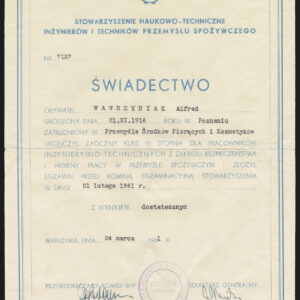 STOWARZYSZENIE NAUKOWO-TECHNICZNE
INŻYNIERÓW I TECHNIKÓW PRZEMYSŁU SPOŻYWCZEGO
NR 7127
ŚWIADECTWO
OBYWATEL WAWRZYNIAK Alfred
URODZONY DNIA 21.XI.1916 ROKU W Poznaniu
ZATRUDNIONY W Przemyśle Środków Piorących i Kosmetyków
UKOŃCZYŁ ZAOCZNY KURS III STOPNIA DLA PRACOWNIKÓW
INŻYNIERYJNO-TECHNICZNYCH Z ZAKRESU BEZPIECZEŃSTWA
I HIGIENY PRACY W PRZEMYŚLE SPOŻYWCZYM I ZŁOŻYŁ
EGZAMIN PRZED KOMISJĄ EGZAMINACYJNĄ STOWARZYSZENIA
W DNIU 21 lutego 1961 r.
Z WYNIKIEM dostatecznym
WARSZAWA, DNIA 24 marca
PRZEWODNICZĄCY KOMISJI BHP
SEKRETARZ GENERALNY